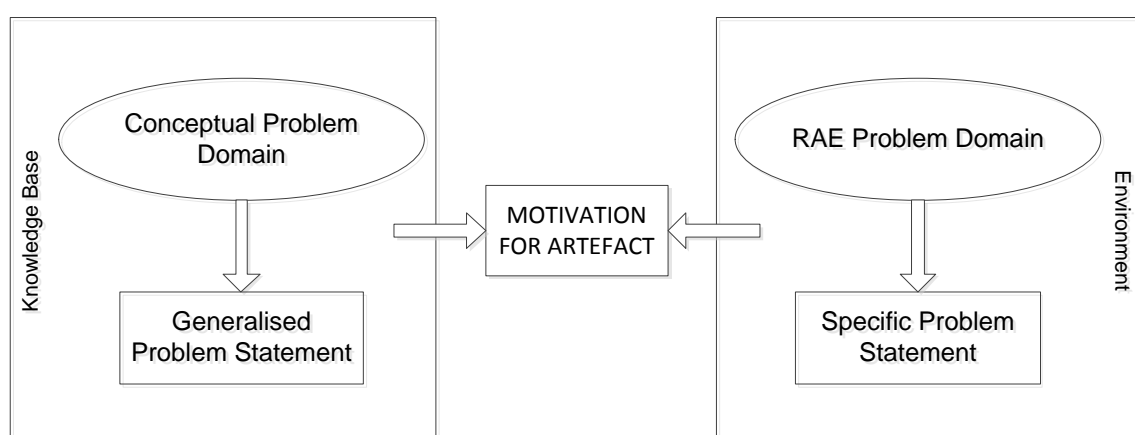 Knowledge Base
Conceptual Problem
Domain
Generalised
Problem Statement
MOTIVATION
FOR ARTEFACT
RAE Problem Domain
Specific Problem
Statement
Environment